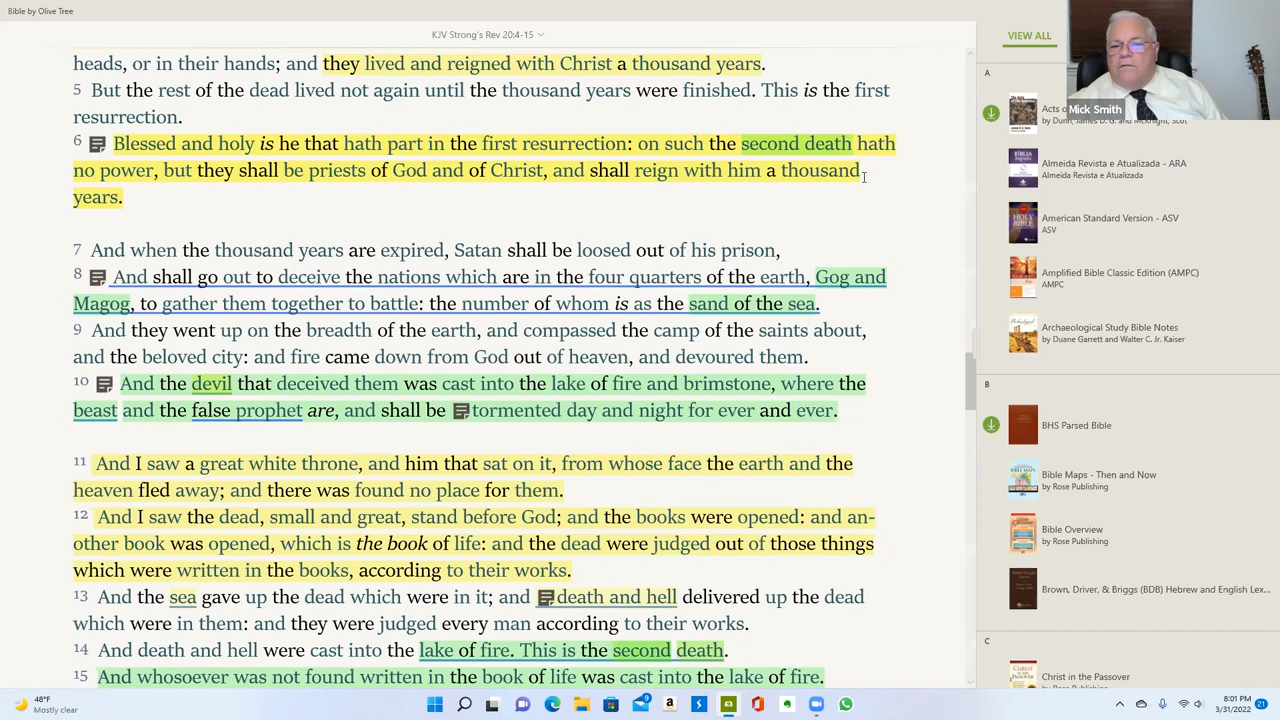 Bible by Olive Tree
KJV Strong's Rev 20:4-15
heads, or in their hands; and they lived and reigned with Christ a thousand years.
5 But the rest of the dead lived not again until the thousand years were finished. This is the first
resurrection.
6 Blessed and holy is he that hath part in the first resurrection: on such the second death hath
no power, but they shall be priests of God and of Christ, and shall reign with him a thousand
years.
7 And when the thousand years are expired, Satan shall be loosed out of his prison,
8 And shall go out to deceive the nations which are in the four quarters of the earth, Gog and
Magog, to gather them together to battle: the number of whom is as the sand of the sea.
9 And they went up on the breadth of the earth, and compassed the camp of the saints about,
and the beloved city: and fire came down from God out of heaven, and devoured them.
10 And the devil that deceived them was cast into the lake of fire and brimstone, where the
beast and the false prophet are, and shall be tormented day and night for ever and ever.
11 And I saw a great white throne, and him that sat on it, from whose face the earth and the
heaven fled away; and there was found no place for them.
12 And I saw the dead, small and great, stand before God; and the books were opened: and an-
other book was opened, which is the book of life: and the dead were judged out of those things
which were written in the books, according to their works.
13 And the sea gave up the dead which were in it; and death and hell delivered up the dead
which were in them: and they were judged every man according to their works.
14 And death and hell were cast into the lake of fire. This is the second death.
15 And whosoever was not found written in the book of life was cast into the lake of fire.
VIEW ALL
Mick Smith
A
Acts o
by Dunn, James D. G. and McKnight, Scot
Almeida Revista e Atualizada - ARA
Almeida Revista e Atualizada
American Standard Version - ASV
ASV
Amplified Bible Classic Edition (AMPC)
AMPC
Archaeological Study Bible Notes
by Duane Garrett and Walter C. Jr. Kaiser
B
BHS Parsed Bible
Bible Maps - Then and Now
by Rose Publishing
Bible Overview
by Rose Publishing
Brown, Driver, & Briggs (BDB) Hebrew and English Lex...
C
Christ in the Passover
48°F
Mostly clear
9
8:01 PM
3/31/2022
21